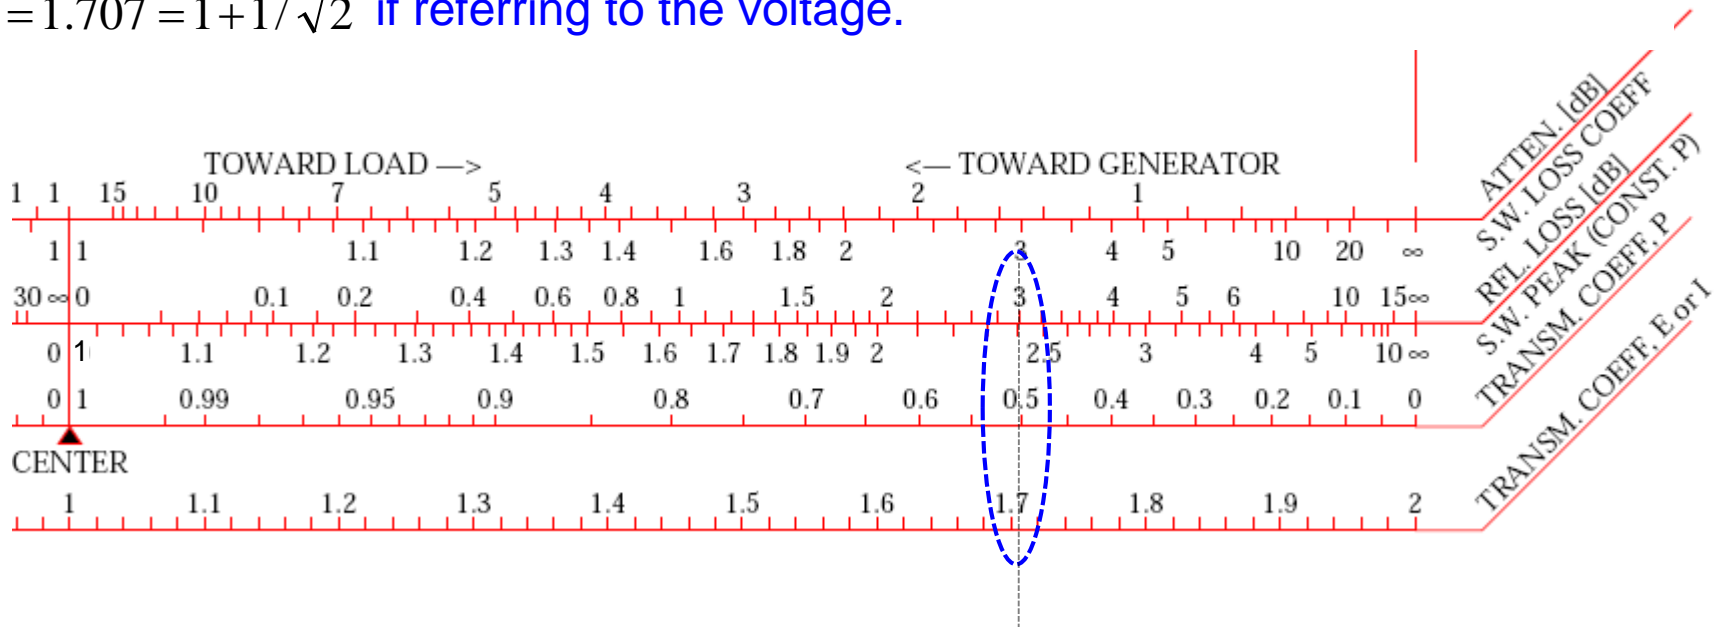 = 1.707 = 1+1/√2 if referring to the voltage.
TOWARD LOAD —> <— TOWARD GENERATOR
1 1 15 10 7 5 4 3 2 1
1 1 1.1 1.2 1.3 1.4 1.6 1.8 2 3 4 5 10 20 ∞
30 ∞ 0 0.1 0.2 0.4 0.6 0.8 1 1.5 2 3 4 5 6 10 15 ∞
0 1 1.1 1.2 1.3 1.4 1.5 1.6 1.7 1.8 1.9 2 2.5 3 4 5 10 ∞
0 1 0.99 0.95 0.9 0.8 0.7 0.6 0.5 0.4 0.3 0.2 0.1 0
CENTER
1 1.1 1.2 1.3 1.4 1.5 1.6 1.7 1.8 1.9 2
ATTEN. [dB]
S.W. LOSS COEFF
RFL. LOSS [dB]
S.W. PEAK (CONST. P)
TRANSM. COEFF, P
TRANSM. COEFF, E or I